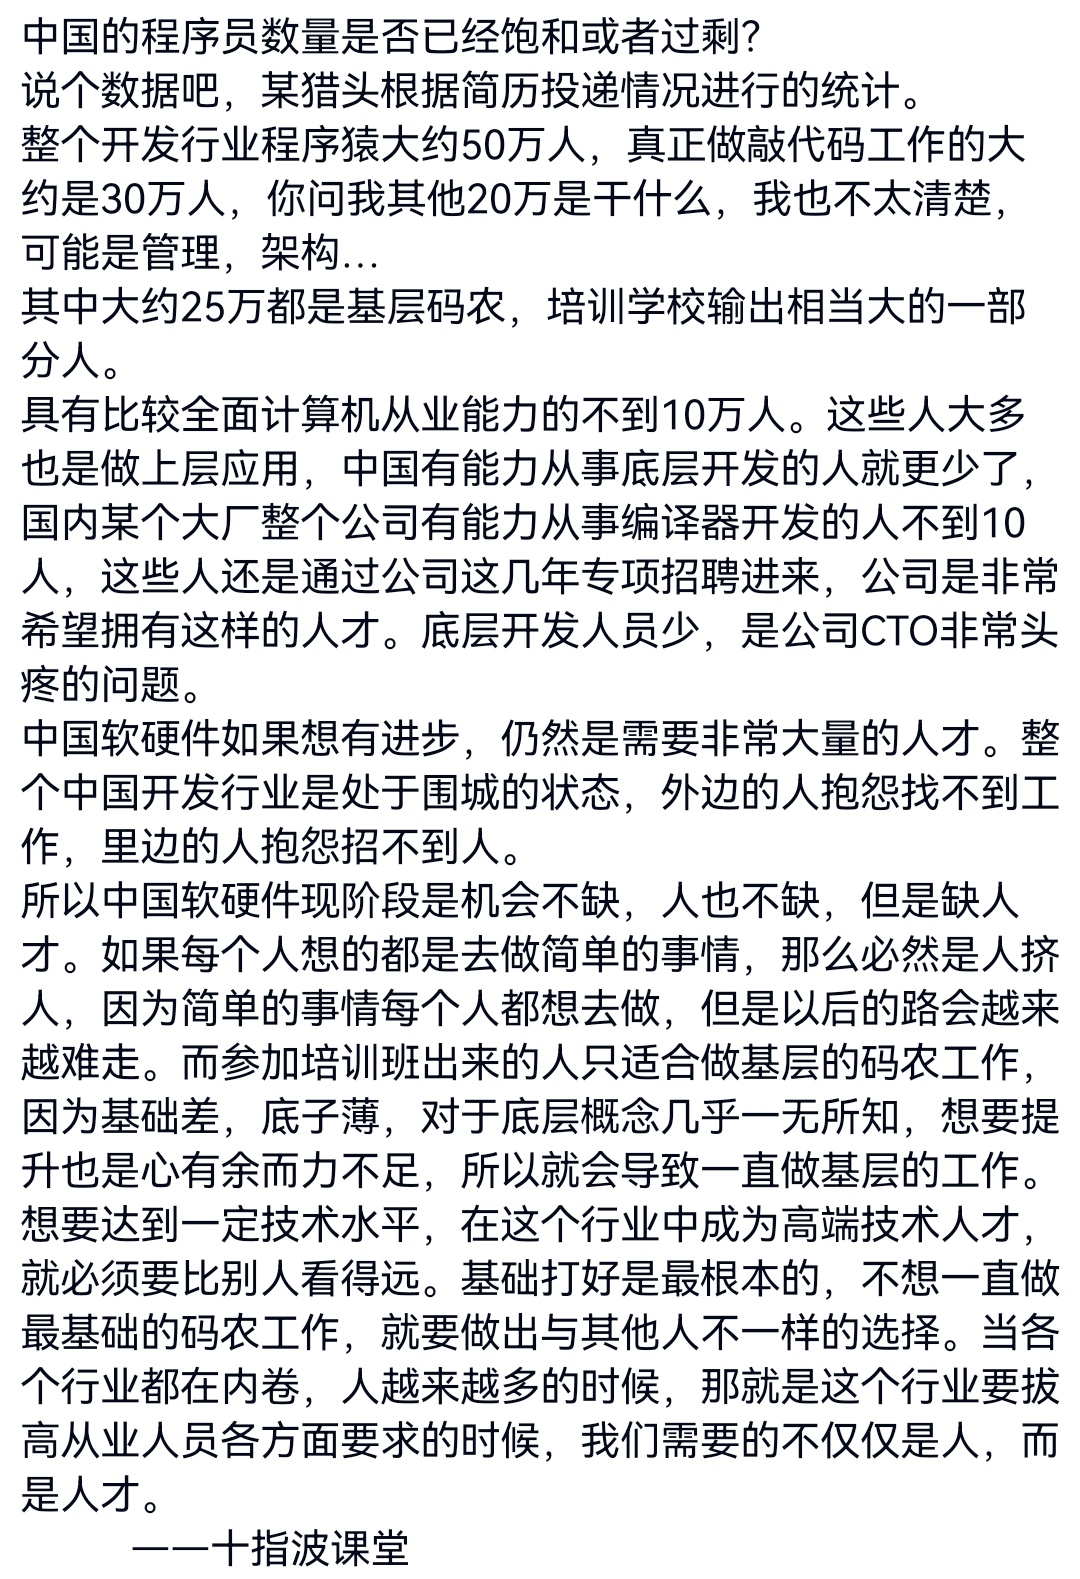 中国的程序员数量是否已经饱和或者过剩?
说个数据吧，某猎头根据简历投递情况进行的统计。
整个开发行业程序猿大约50万人，真正做敲代码工作的大
约是30万人，你问我其他20万是干什么，我也不太清楚，
可能是管理，架构...
其中大约25万都是基层码农，培训学校输出相当大的一部
分人。
具有比较全面计算机从业能力的不到10万人。这些人大多
也是做上层应用，中国有能力从事底层开发的人就更少了，
国内某个大厂整个公司有能力从事编译器开发的人不到10
人，这些人还是通过公司这几年专项招聘进来，公司是非常
希望拥有这样的人才。底层开发人员少，是公司CTO非常头
疼的问题。
中国软硬件如果想有进步，仍然是需要非常大量的人才。整
个中国开发行业是处于围城的状态，外边的人抱怨找不到工
作，里边的人抱怨招不到人。
所以中国软硬件现阶段是机会不缺，人也不缺，但是缺人
才。如果每个人想的都是去做简单的事情，那么必然是人挤
人，因为简单的事情每个人都想去做，但是以后的路会越来
越难走。而参加培训班出来的人只适合做基层的码农工作，
因为基础差，底子薄，对于底层概念几乎一无所知，想要提
升也是心有余而力不足，所以就会导致一直做基层的工作。
想要达到一定技术水平，在这个行业中成为高端技术人才，
就必须要比别人看得远。基础打好是最根本的，不想一直做
最基础的码农工作，就要做出与其他人不一样的选择。当各
个行业都在内卷，人越来越多的时候，那就是这个行业要拔
高从业人员各方面要求的时候，我们需要的不仅仅是人，而
是人才。
——十指波课堂